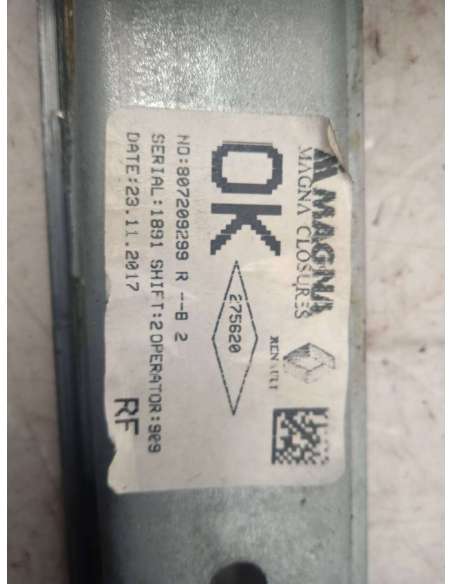 MAGNA
MAGNA CLOSURES
RENAULT
OK
275620
NO:807209299 R --B 2
SERIAL:1891 SHIFT:2 OPERATOR:909
DATE:23.11.2017
RF